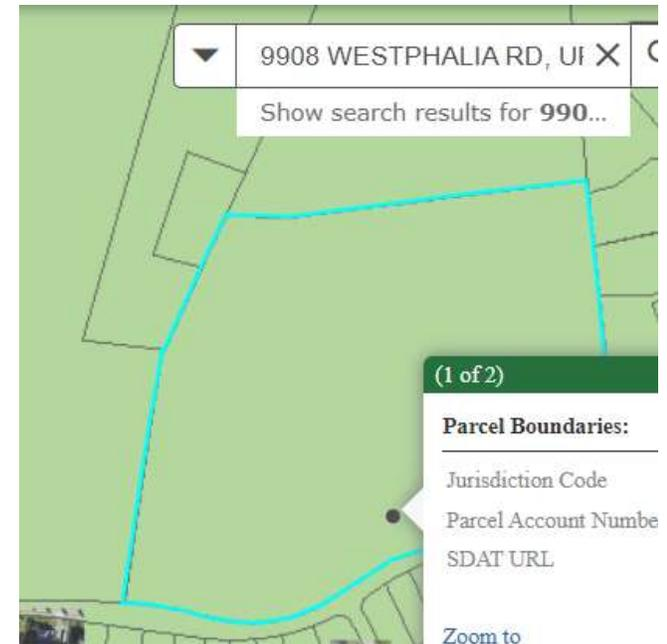 9908 WESTPHALIA RD, UI
Show search results for 990...
(1 of 2)
Parcel Boundaries:
Jurisdiction Code
Parcel Account Numbe
SDAT URL
Zoom to